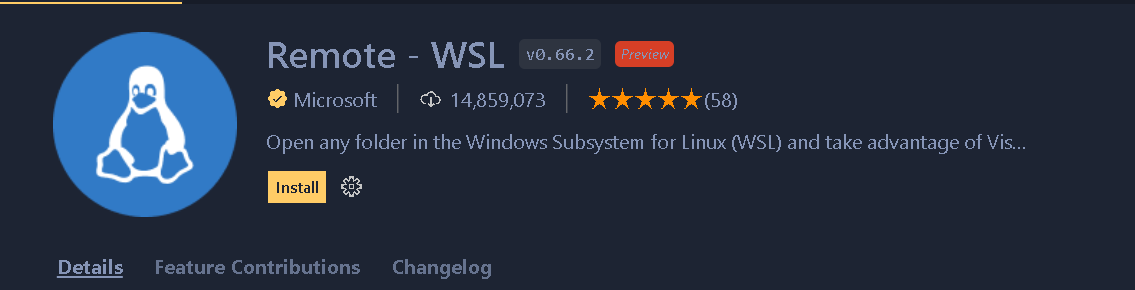 Remote - WSL v0.66.2 Preview
Microsoft 14,859,073 (58)
Open any folder in the Windows Subsystem for Linux (WSL) and take advantage of Vis...
Install
Details Feature Contributions Changelog